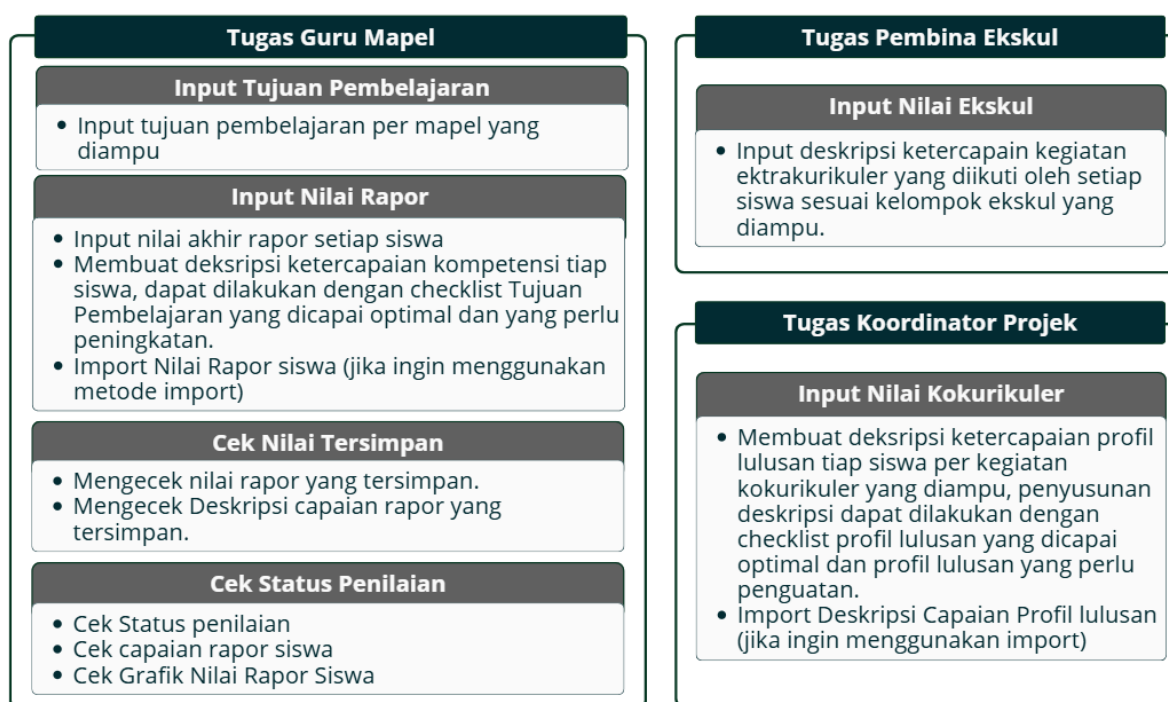 Tugas Guru Mapel
Input Tujuan Pembelajaran
• Input tujuan pembelajaran per mapel yang
diampu
Input Nilai Rapor
• Input nilai akhir rapor setiap siswa
• Membuat deksripsi ketercapaian kompetensi tiap
siswa, dapat dilakukan dengan checklist Tujuan
Pembelajaran yang dicapai optimal dan yang perlu
peningkatan.
• Import Nilai Rapor siswa (jika ingin menggunakan
metode import)
Cek Nilai Tersimpan
• Mengecek nilai rapor yang tersimpan.
• Mengecek Deskripsi capaian rapor yang
tersimpan.
Cek Status Penilaian
• Cek Status penilaian
• Cek capaian rapor siswa
• Cek Grafik Nilai Rapor Siswa
Tugas Pembina Ekskul
Input Nilai Ekskul
• Input deskripsi ketercapain kegiatan
ektrakurikuler yang diikuti oleh setiap
siswa sesuai kelompok ekskul yang
diampu.
Tugas Koordinator Projek
Input Nilai Kokurikuler
• Membuat deksripsi ketercapaian profil
lulusan tiap siswa per kegiatan
kokurikuler yang diampu, penyusunan
deskripsi dapat dilakukan dengan
checklist profil lulusan yang dicapai
optimal dan profil lulusan yang perlu
penguatan.
• Import Deskripsi Capaian Profil lulusan
(jika ingin menggunakan import)